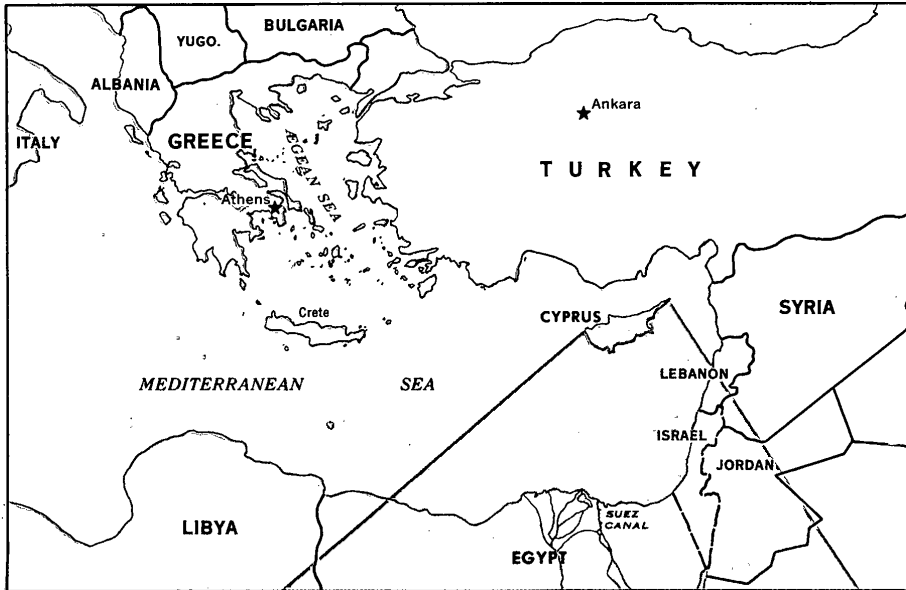 BULGARIA
YUGO.
ALBANIA
Ankara
ITALY
GREECE
ÆGEAN SEA
TURKEY
Athens
Crete
CYPRUS
SYRIA
LEBANON
MEDITERRANEAN SEA
ISRAEL
JORDAN
SUEZ
CANAL
LIBYA
EGYPT